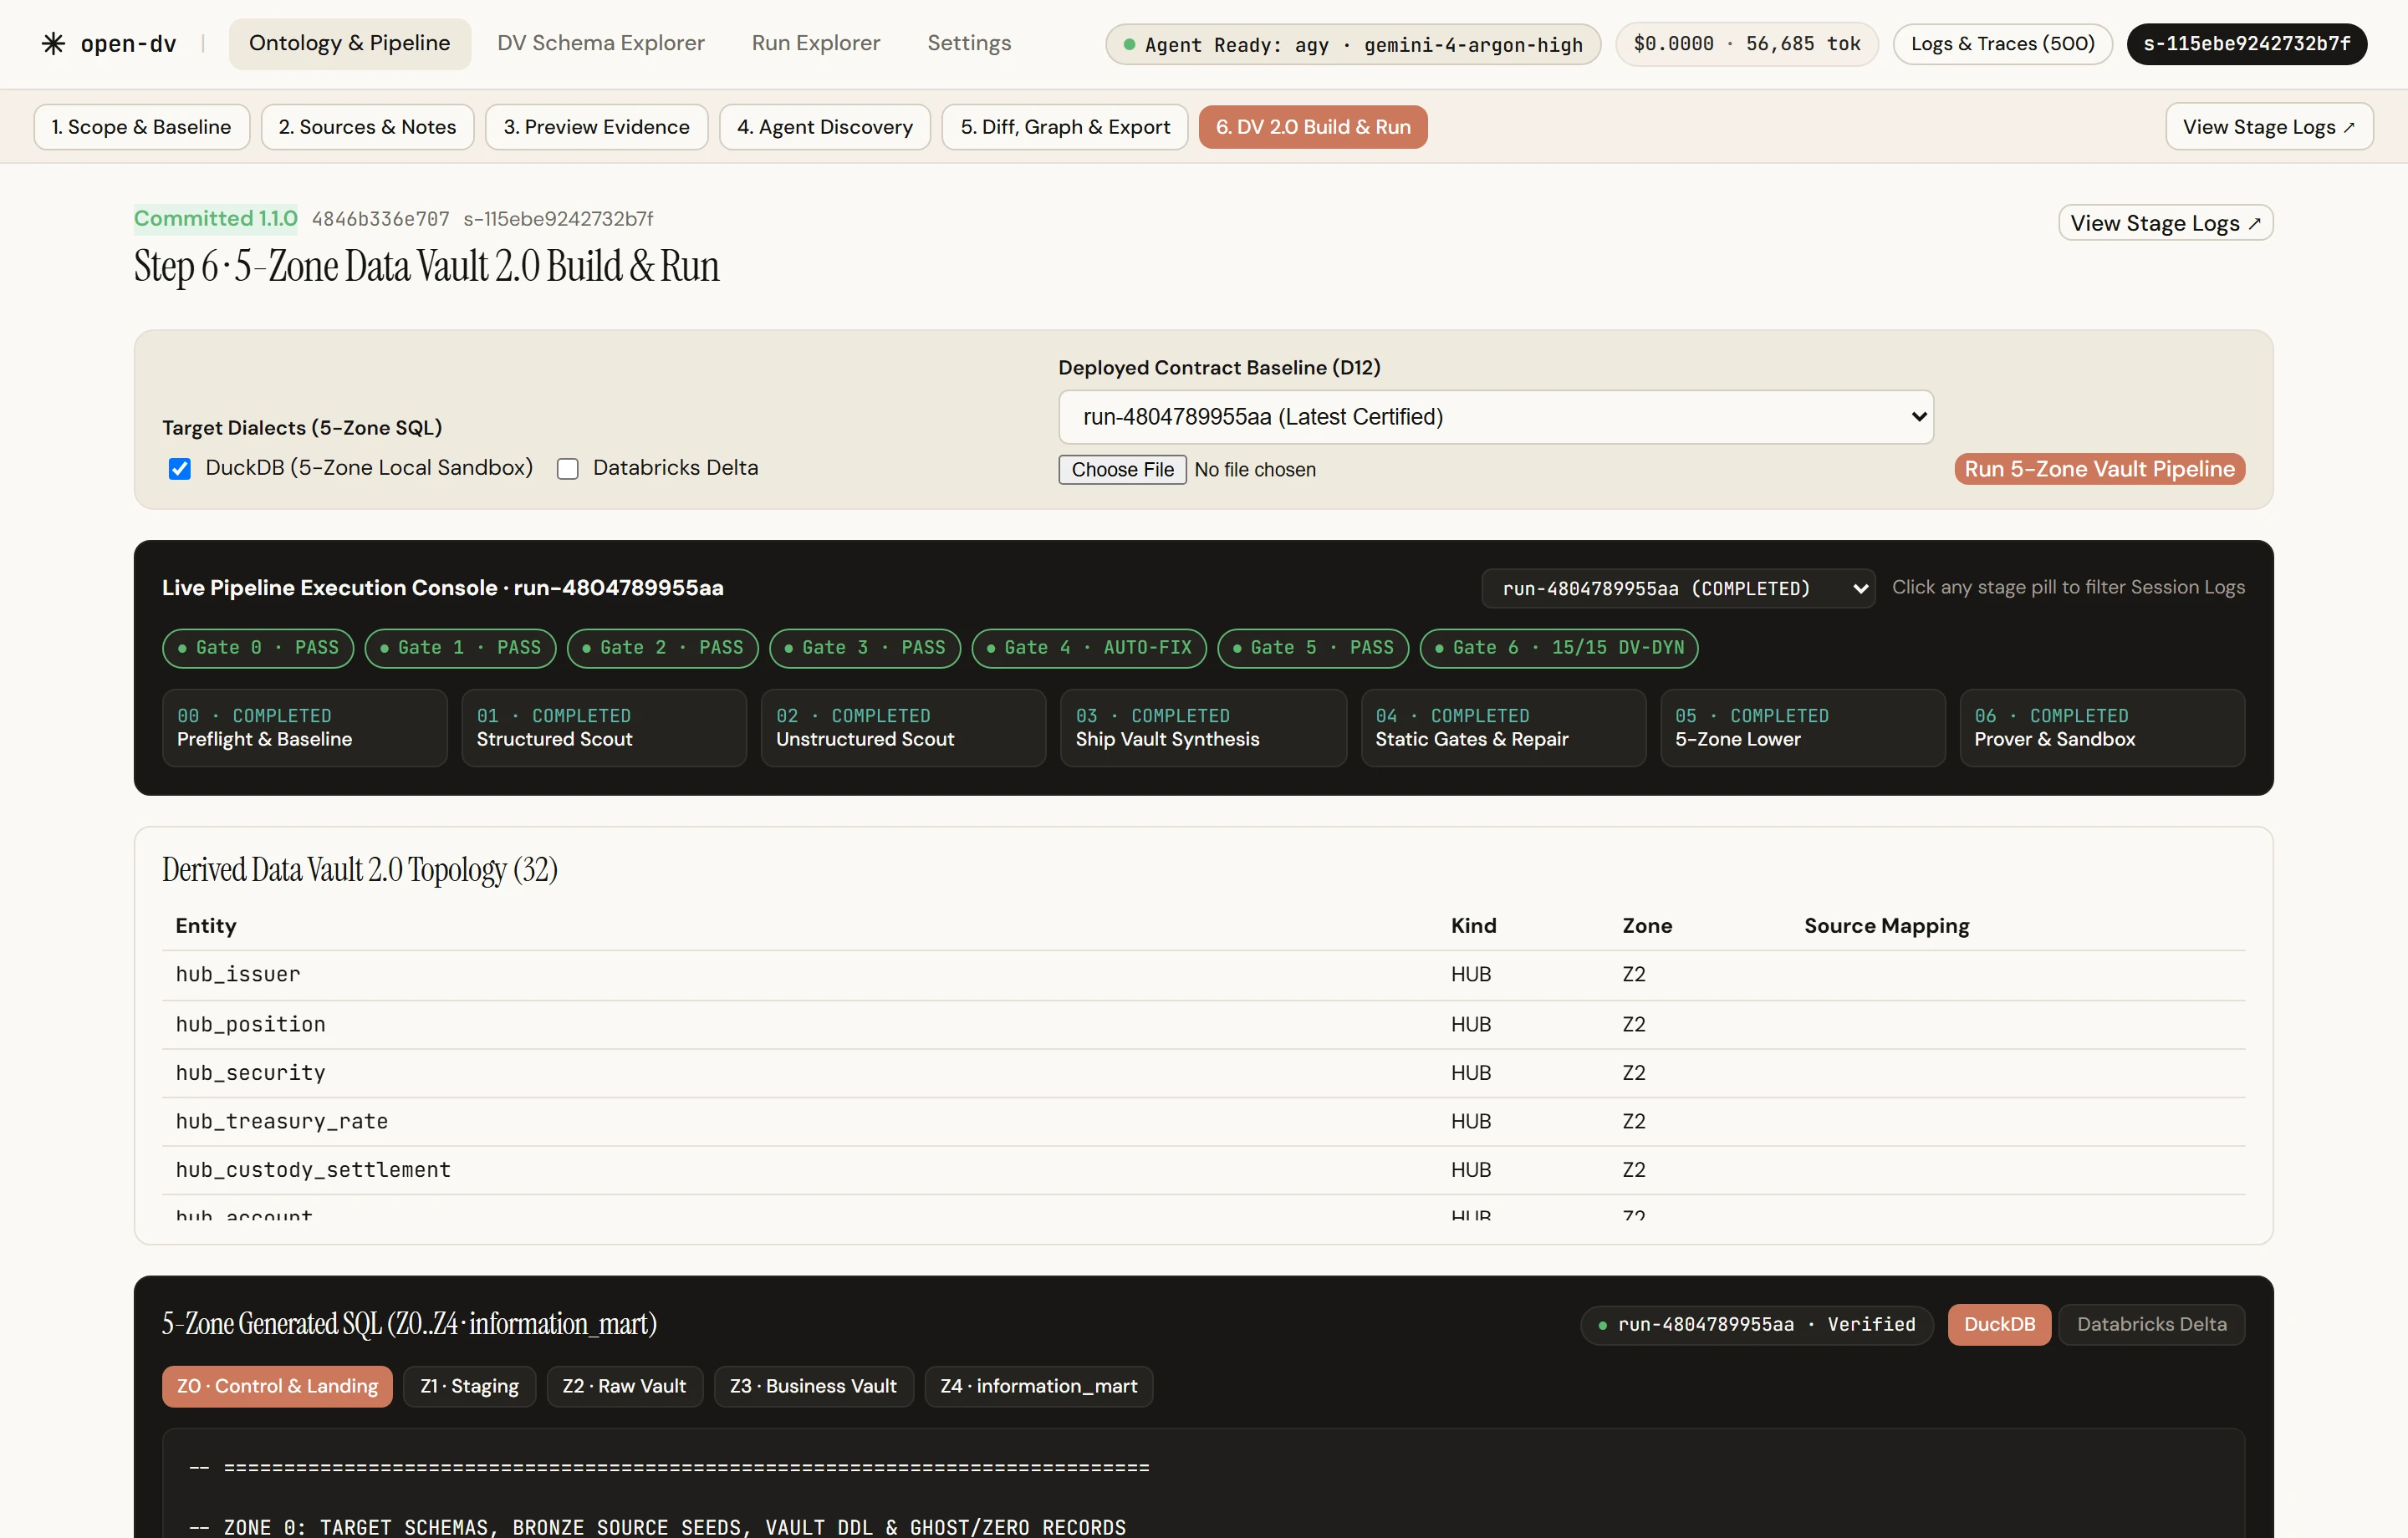 open-dv | Ontology & Pipeline DV Schema Explorer Run Explorer Settings Agent Ready: agy · gemini-4-argon-high $0.0000 · 56,685 tok Logs & Traces (500) s-115ebe9242732b7f
1. Scope & Baseline 2. Sources & Notes 3. Preview Evidence 4. Agent Discovery 5. Diff, Graph & Export 6. DV 2.0 Build & Run View Stage Logs ↗
Committed 1.1.0 4846b336e707 s-115ebe9242732b7f View Stage Logs ↗
Step 6 · 5-Zone Data Vault 2.0 Build & Run
Deployed Contract Baseline (D12)
run-4804789955aa (Latest Certified)
Target Dialects (5-Zone SQL)
DuckDB (5-Zone Local Sandbox) Databricks Delta Choose File No file chosen Run 5-Zone Vault Pipeline
Live Pipeline Execution Console · run-4804789955aa run-4804789955aa (COMPLETED) Click any stage pill to filter Session Logs
Gate 0 · PASS Gate 1 · PASS Gate 2 · PASS Gate 3 · PASS Gate 4 · AUTO-FIX Gate 5 · PASS Gate 6 · 15/15 DV-DYN
00 · COMPLETED 01 · COMPLETED 02 · COMPLETED 03 · COMPLETED 04 · COMPLETED 05 · COMPLETED 06 · COMPLETED
Preflight & Baseline Structured Scout Unstructured Scout Ship Vault Synthesis Static Gates & Repair 5-Zone Lower Prover & Sandbox
Derived Data Vault 2.0 Topology (32)
Entity Kind Zone Source Mapping
hub_issuer HUB Z2
hub_position HUB Z2
hub_security HUB Z2
hub_treasury_rate HUB Z2
hub_custody_settlement HUB Z2
hub_account HUB Z2
5-Zone Generated SQL (Z0..Z4 · information_mart) run-4804789955aa · Verified DuckDB Databricks Delta
Z0 · Control & Landing Z1 · Staging Z2 · Raw Vault Z3 · Business Vault Z4 · information_mart
-- =============================================================================
-- ZONE 0: TARGET SCHEMAS, BRONZE SOURCE SEEDS, VAULT DDL & GHOST/ZERO RECORDS